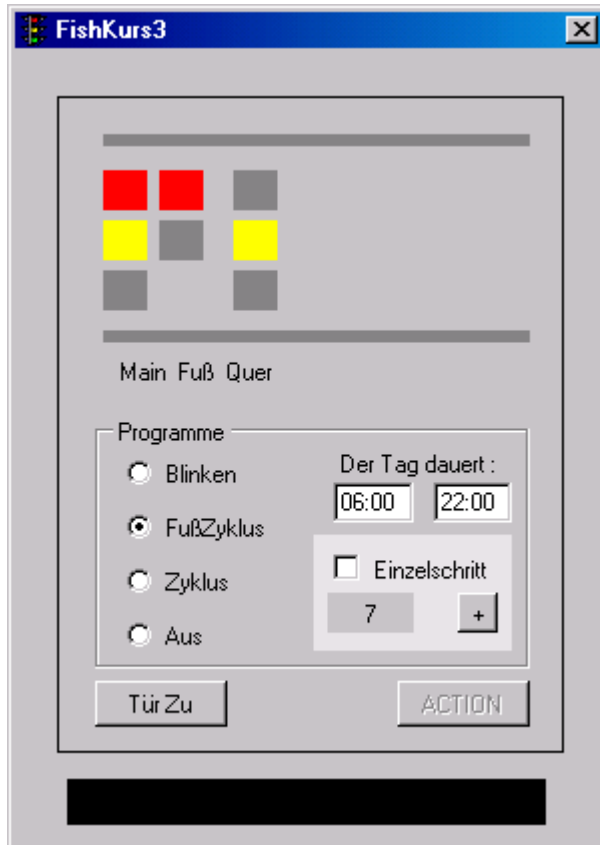 FishKurs3
Main Fuß Quer
Programme
Blinken
FußZyklus
Zyklus
Aus
Der Tag dauert :
06:00 22:00
Einzelschritt
7 +
Tür Zu ACTION